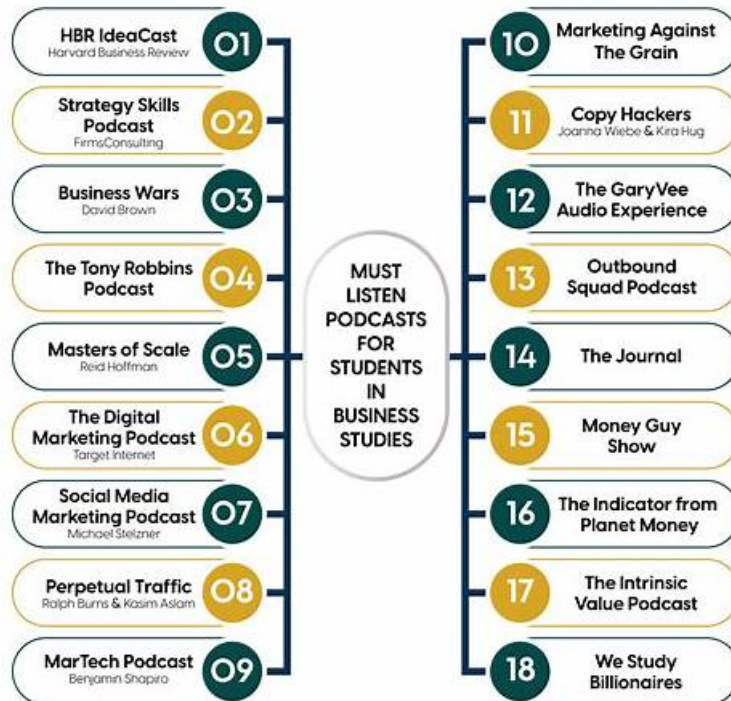 HBR IdeaCast
Harvard Business Review
01
Strategy Skills
Podcast
FirmsConsulting
02
Business Wars
David Brown
03
The Tony Robbins
Podcast
04
Masters of Scale
Reid Hoffman
05
The Digital
Marketing Podcast
Target Internet
06
Social Media
Marketing Podcast
Michael Stelzner
07
Perpetual Traffic
Ralph Burns & Kasim Aslam
08
MarTech Podcast
Benjamin Shapiro
09
MUST
LISTEN
PODCASTS
FOR
STUDENTS
IN
BUSINESS
STUDIES
10
Marketing Against
The Grain
11
Copy Hackers
Joanna Wiebe & Kira Hug
12
The GaryVee
Audio Experience
13
Outbound
Squad Podcast
14
The Journal
15
Money Guy
Show
16
The Indicator from
Planet Money
17
The Intrinsic
Value Podcast
18
We Study
Billionaires